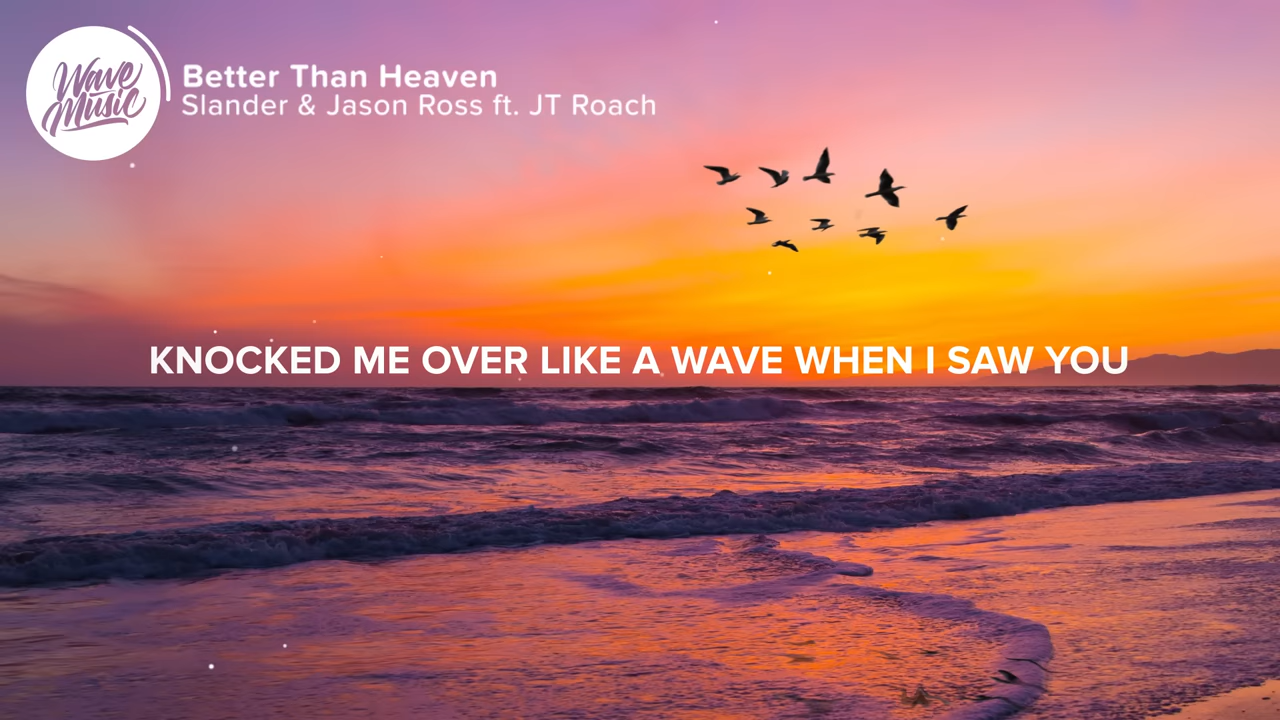 Wave
Music
Better Than Heaven
Slander & Jason Ross ft. JT Roach
KNOCKED ME OVER LIKE A WAVE WHEN I SAW YOU